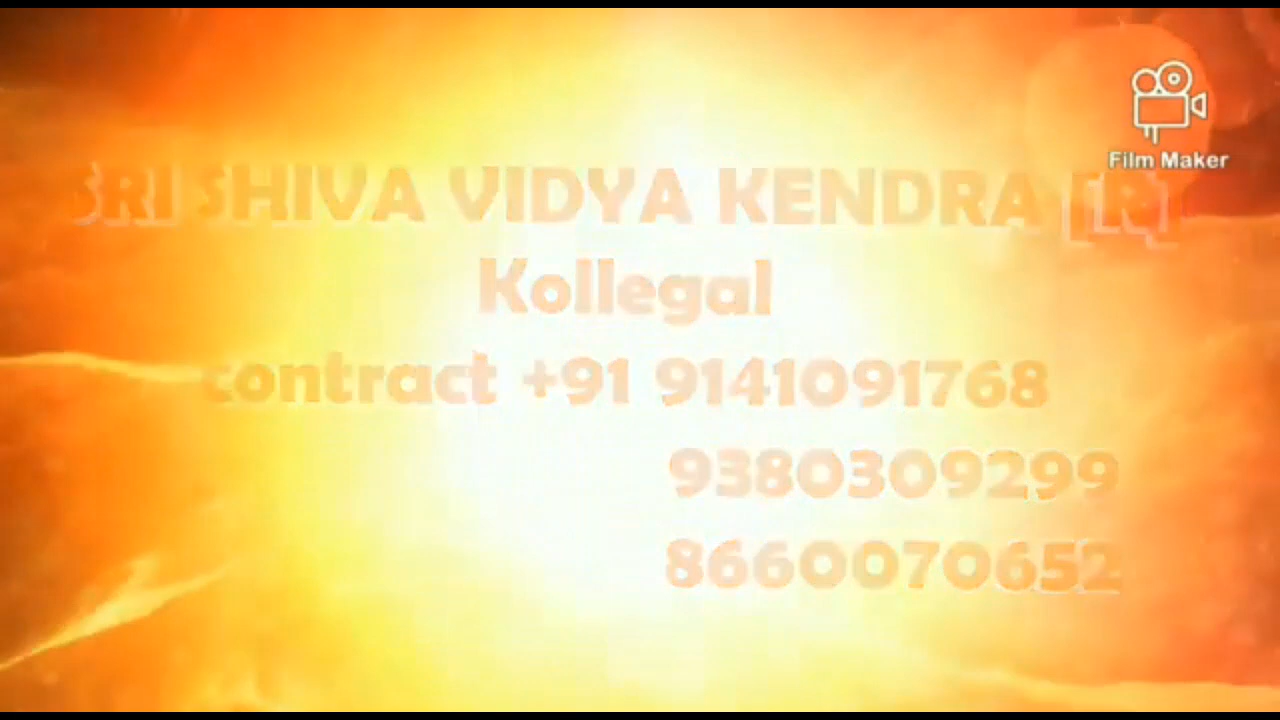 Film Maker
SRI SHIVA VIDYA KENDRA [R]
Kollegal
contract +91 9141091768
9380309299
8660070652